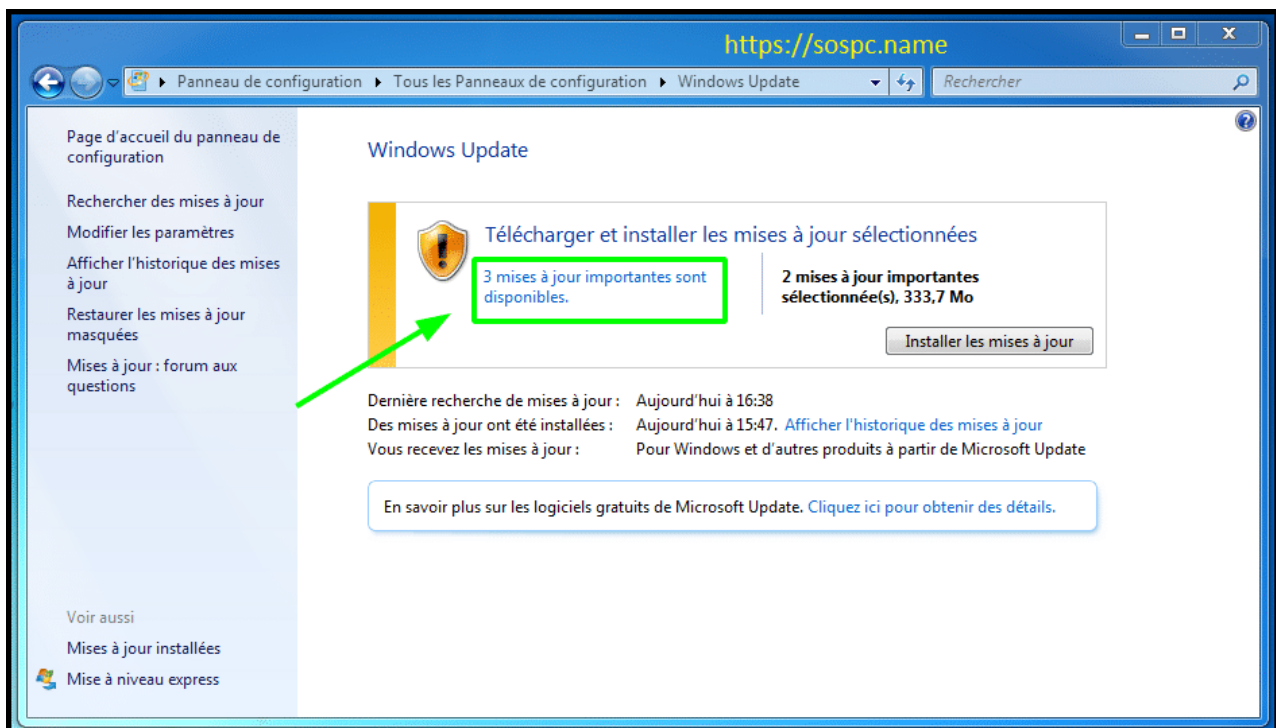 https://sospc.name
Panneau de configuration Tous les Panneaux de configuration Windows Update
Rechercher
Page d'accueil du panneau de
configuration
Rechercher des mises à jour
Modifier les paramètres
Afficher l'historique des mises
à jour
Restaurer les mises à jour
masquées
Mises à jour : forum aux
questions
Voir aussi
Mises à jour installées
Mise à niveau express
Windows Update
Télécharger et installer les mises à jour sélectionnées
3 mises à jour importantes sont
disponibles.
2 mises à jour importantes
sélectionnée(s), 333,7 Mo
Installer les mises à jour
Dernière recherche de mises à jour : Aujourd'hui à 16:38
Des mises à jour ont été installées : Aujourd'hui à 15:47. Afficher l'historique des mises à jour
Vous recevez les mises à jour : Pour Windows et d'autres produits à partir de Microsoft Update
En savoir plus sur les logiciels gratuits de Microsoft Update. Cliquez ici pour obtenir des détails.